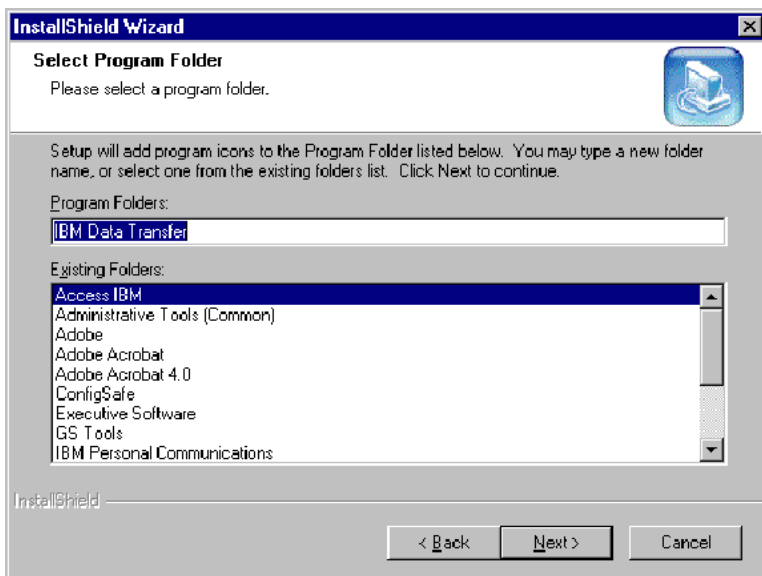 InstallShield Wizard
Select Program Folder
Please select a program folder.
Setup will add program icons to the Program Folder listed below. You may type a new folder
name, or select one from the existing folders list. Click Next to continue.
Program Folders:
IBM Data Transfer
Existing Folders:
Access IBM
Administrative Tools (Common)
Adobe
Adobe Acrobat
Adobe Acrobat 4.0
ConfigSafe
Executive Software
GS Tools
IBM Personal Communications
InstallShield
< Back
Next >
Cancel